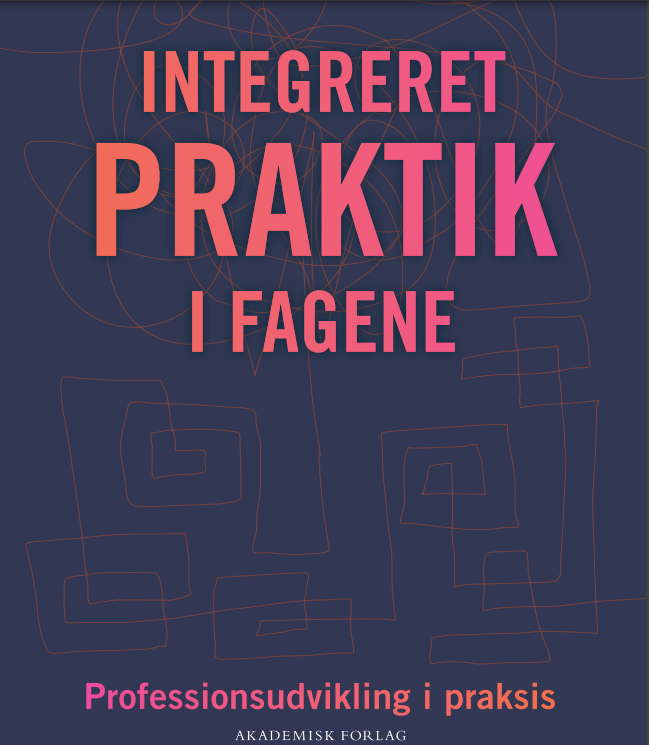 INTEGRERET
PRAKTIK
I FAGENE
Professionsudvikling i praksis
AKADEMISK FORLAG